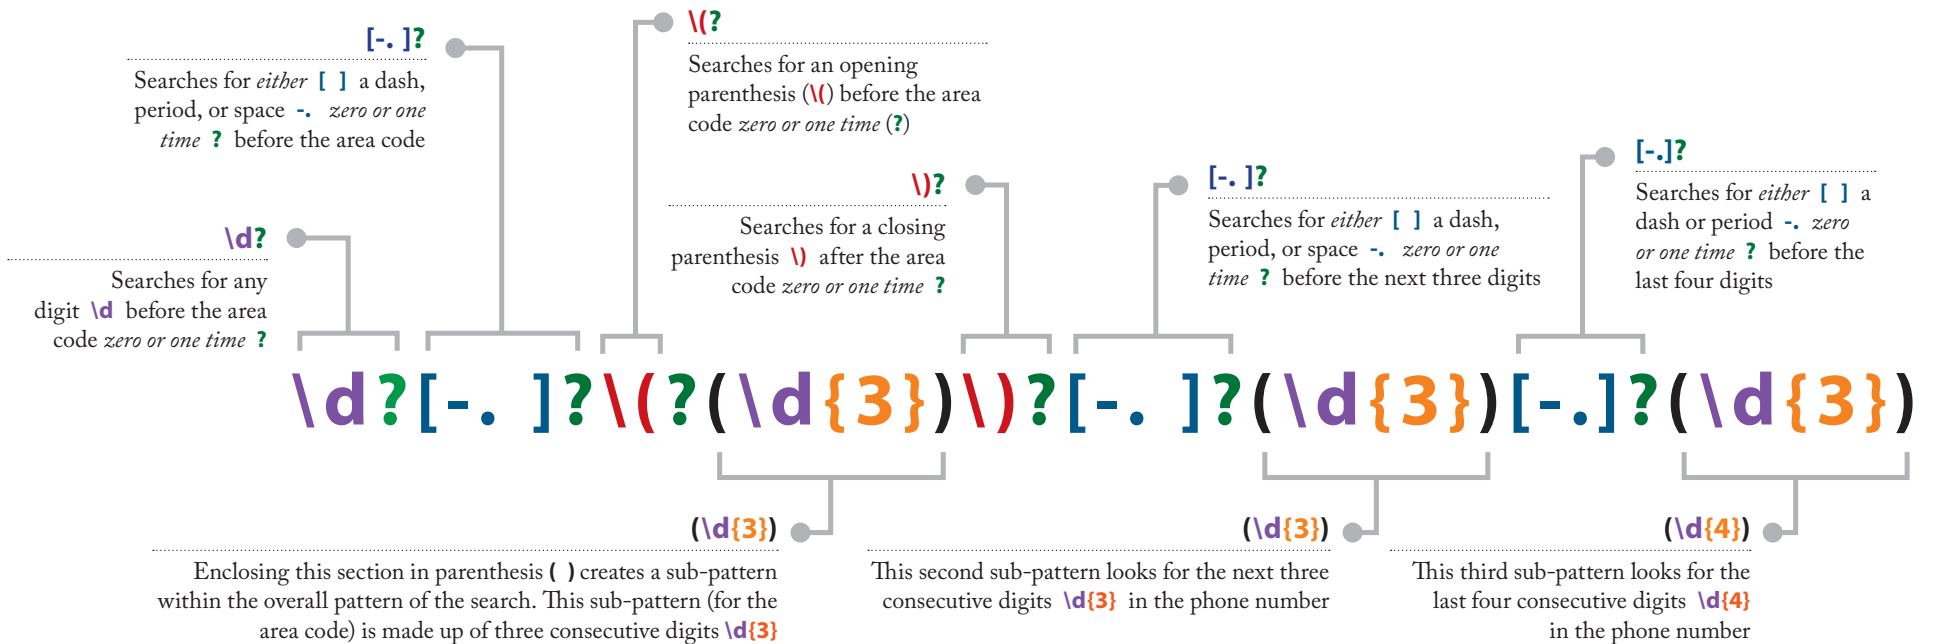 [-. ]?
Searches for either [ ] a dash,
period, or space -. zero or one
time ? before the area code
\(?
Searches for an opening
parenthesis (\() before the area
code zero or one time (?)
\d?
Searches for any
digit \d before the area
code zero or one time ?
\)?
Searches for a closing
parenthesis \) after the area
code zero or one time ?
[-. ]?
Searches for either [ ] a dash,
period, or space -. zero or one
time ? before the next three digits
[-.]?
Searches for either [ ] a
dash or period -. zero
or one time ? before the
last four digits
\d?[-. ]?\(?(\d{3})\)?[-. ]?(\d{3})[-.]?(\d{3})
(\d{3})
Enclosing this section in parenthesis ( ) creates a sub-pattern
within the overall pattern of the search. This sub-pattern (for the
area code) is made up of three consecutive digits \d{3}
(\d{3})
This second sub-pattern looks for the next three
consecutive digits \d{3} in the phone number
(\d{4})
This third sub-pattern looks for the
last four consecutive digits \d{4}
in the phone number